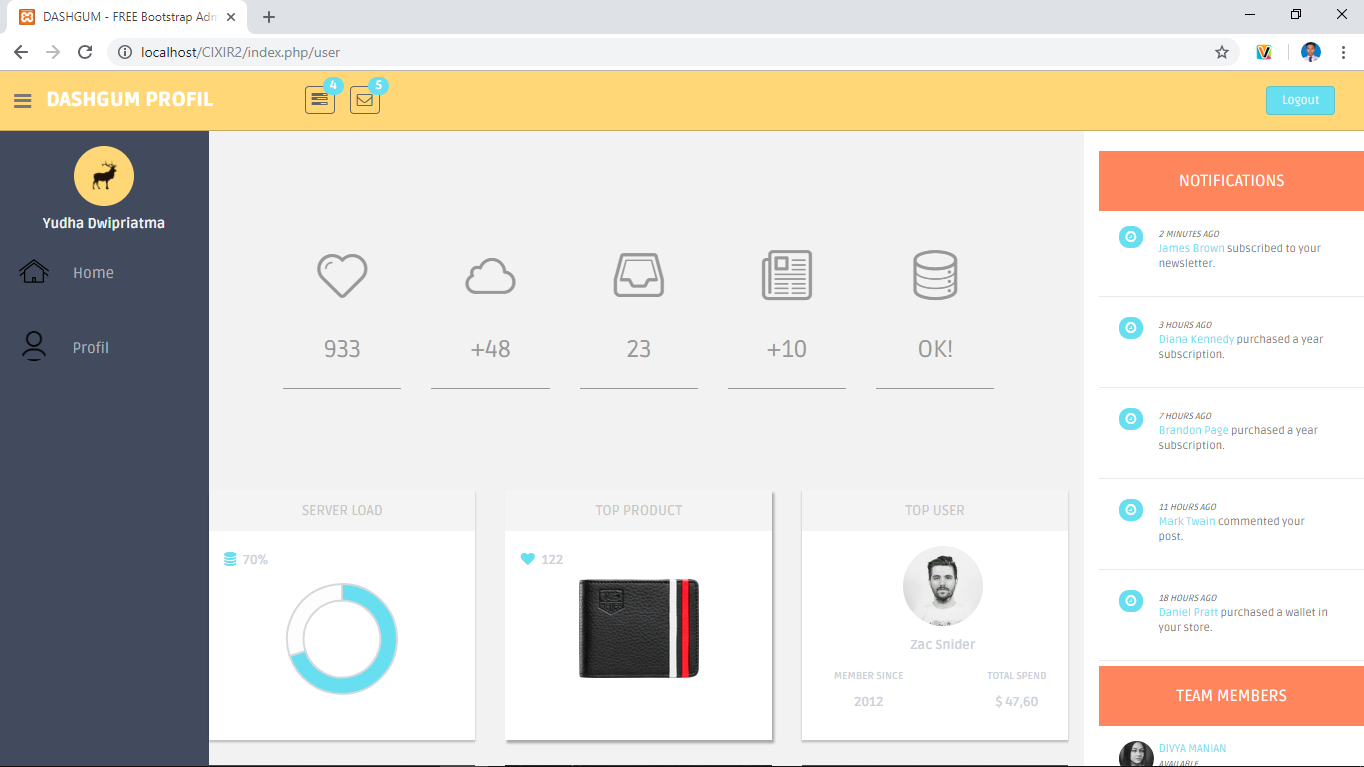 DASHGUM - FREE Bootstrap Adm
localhost/CIXIR2/index.php/user
DASHGUM PROFIL
4
5
Logout
Yudha Dwipriatma
Home
Profil
933
+48
23
+10
OK!
SERVER LOAD
70%
TOP PRODUCT
122
TOP USER
Zac Snider
MEMBER SINCE
2012
TOTAL SPEND
$ 47,60
NOTIFICATIONS
2 MINUTES AGO
James Brown subscribed to your
newsletter.
3 HOURS AGO
Diana Kennedy purchased a year
subscription.
7 HOURS AGO
Brandon Page purchased a year
subscription.
11 HOURS AGO
Mark Twain commented your
post.
18 HOURS AGO
Daniel Pratt purchased a wallet in
your store.
TEAM MEMBERS
DIVYA MANIAN
AVAILABLE